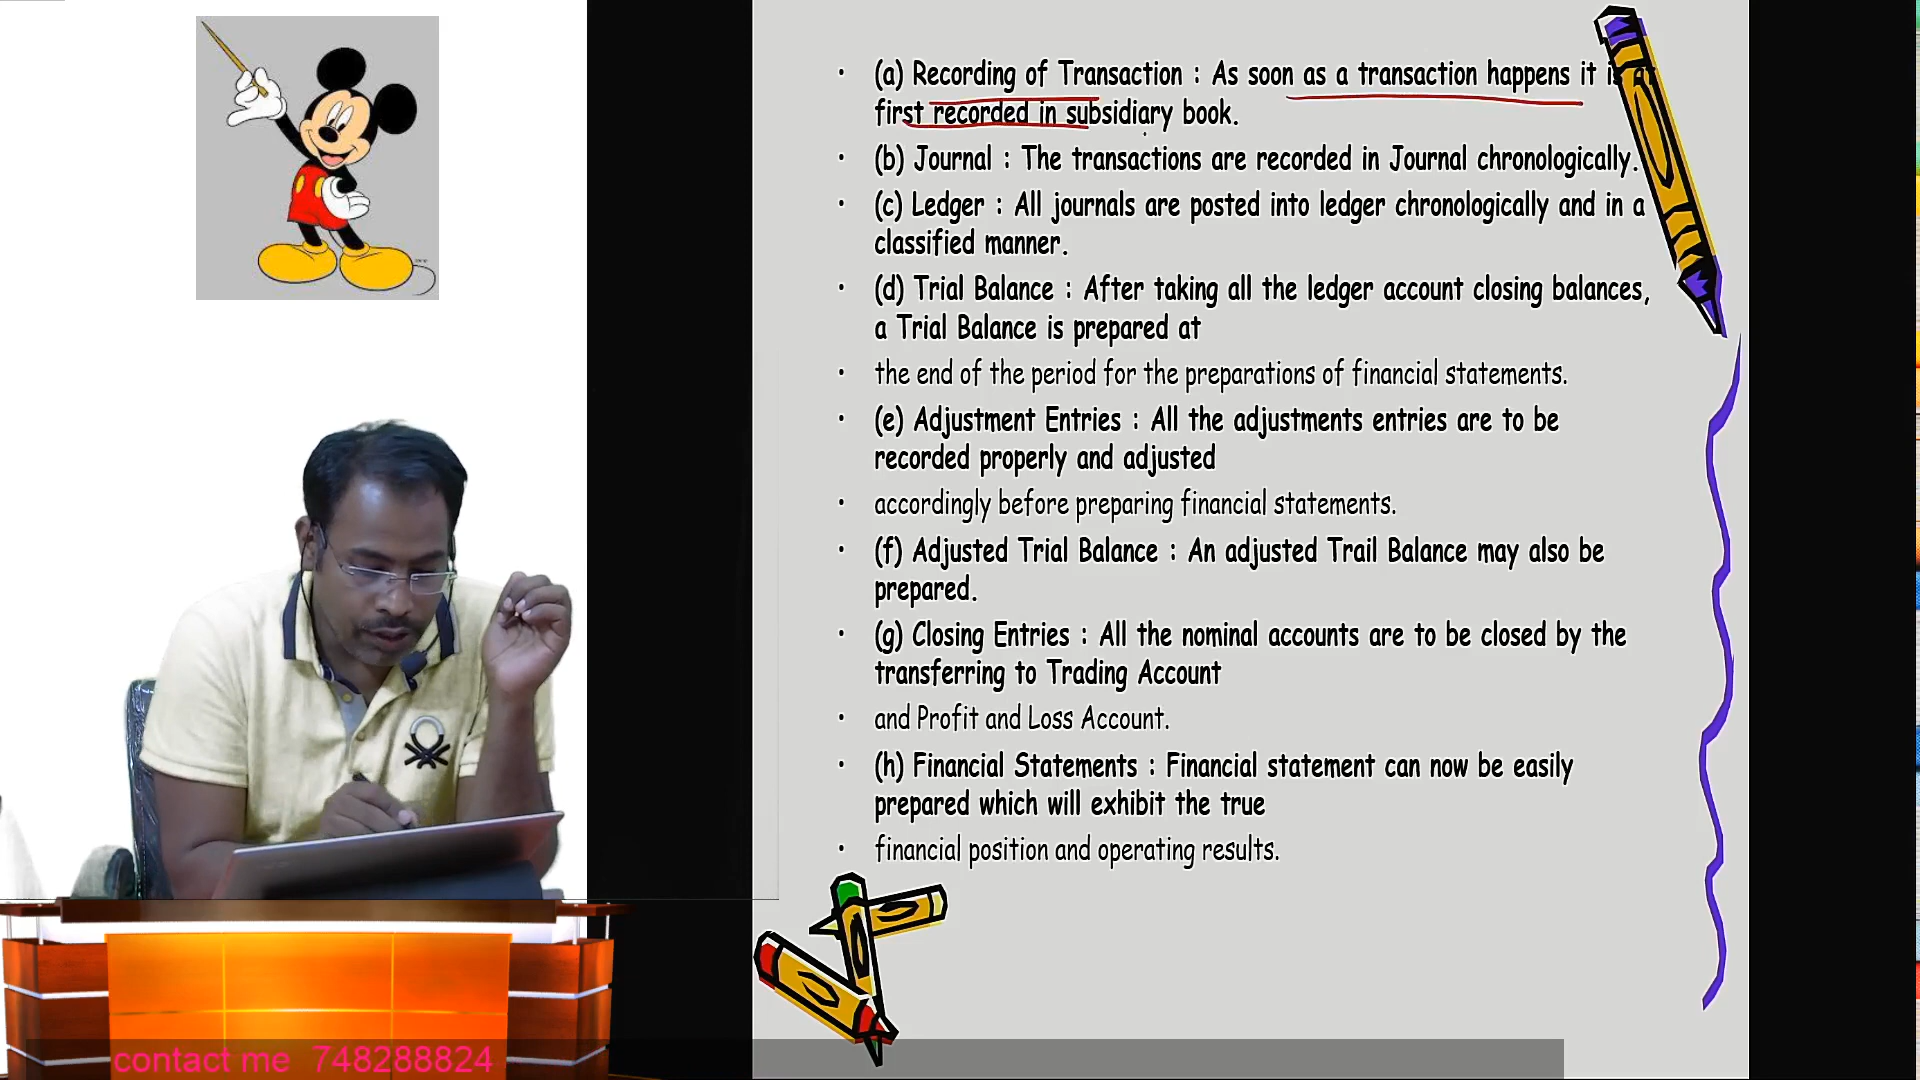 • (a) Recording of Transaction : As soon as a transaction happens it is at
first recorded in subsidiary book.
• (b) Journal : The transactions are recorded in Journal chronologically.
• (c) Ledger : All journals are posted into ledger chronologically and in a
classified manner.
• (d) Trial Balance : After taking all the ledger account closing balances,
a Trial Balance is prepared at
• the end of the period for the preparations of financial statements.
• (e) Adjustment Entries : All the adjustments entries are to be
recorded properly and adjusted
• accordingly before preparing financial statements.
• (f) Adjusted Trial Balance : An adjusted Trail Balance may also be
prepared.
• (g) Closing Entries : All the nominal accounts are to be closed by the
transferring to Trading Account
• and Profit and Loss Account.
• (h) Financial Statements : Financial statement can now be easily
prepared which will exhibit the true
• financial position and operating results.
contact me 748288824